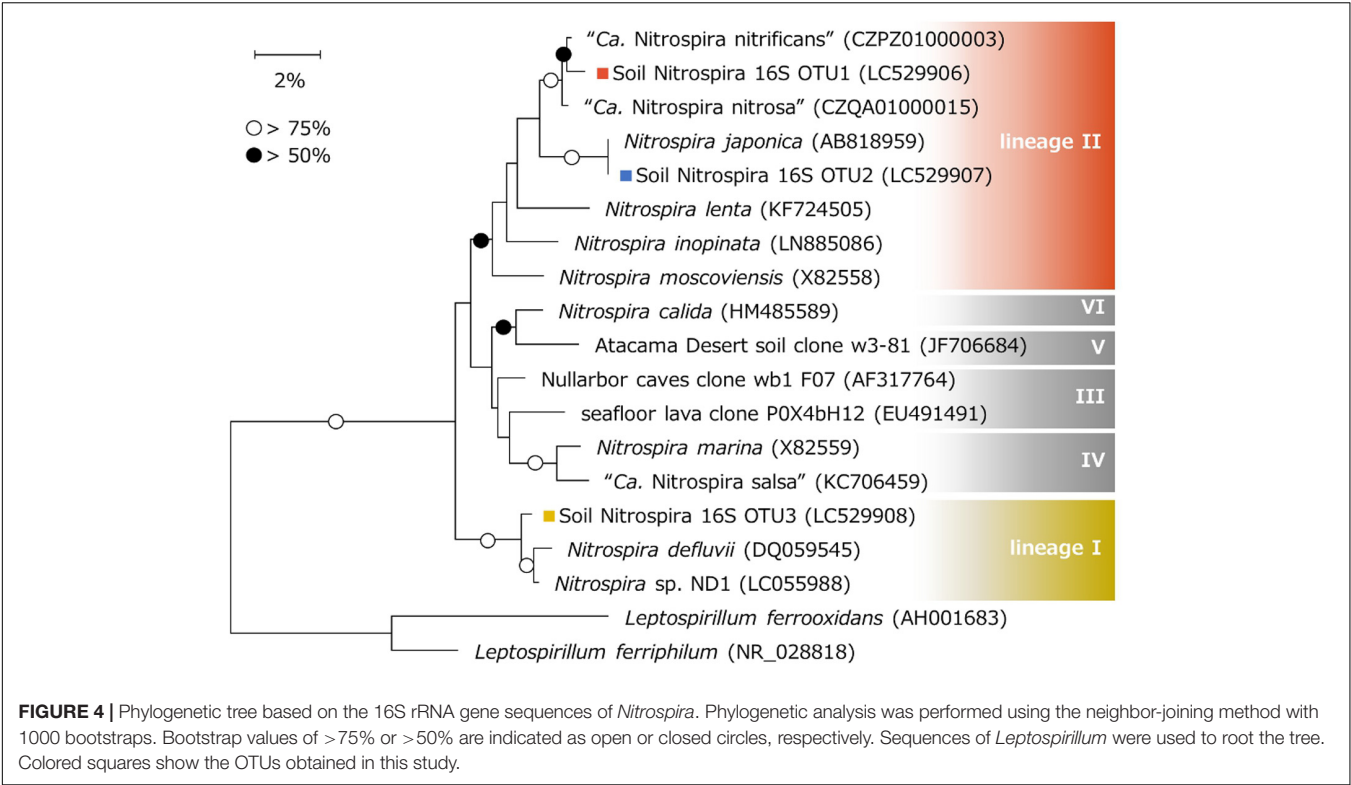 2%
> 75%
> 50%
"Ca. Nitrospira nitrificans" (CZPZ01000003)
Soil Nitrospira 16S OTU1 (LC529906)
"Ca. Nitrospira nitrosa" (CZQA01000015)
Nitrospira japonica (AB818959)
lineage II
Soil Nitrospira 16S OTU2 (LC529907)
Nitrospira lenta (KF724505)
Nitrospira inopinata (LN885086)
Nitrospira moscoviensis (X82558)
Nitrospira calida (HM485589)
VI
Atacama Desert soil clone w3-81 (JF706684)
V
Nullarbor caves clone wb1 F07 (AF317764)
III
seafloor lava clone P0X4bH12 (EU491491)
Nitrospira marina (X82559)
IV
"Ca. Nitrospira salsa" (KC706459)
Soil Nitrospira 16S OTU3 (LC529908)
Nitrospira defluvii (DQ059545)
lineage I
Nitrospira sp. ND1 (LC055988)
Leptospirillum ferrooxidans (AH001683)
Leptospirillum ferriphilum (NR_028818)
FIGURE 4 | Phylogenetic tree based on the 16S rRNA gene sequences of Nitrospira. Phylogenetic analysis was performed using the neighbor-joining method with
1000 bootstraps. Bootstrap values of >75% or >50% are indicated as open or closed circles, respectively. Sequences of Leptospirillum were used to root the tree.
Colored squares show the OTUs obtained in this study.